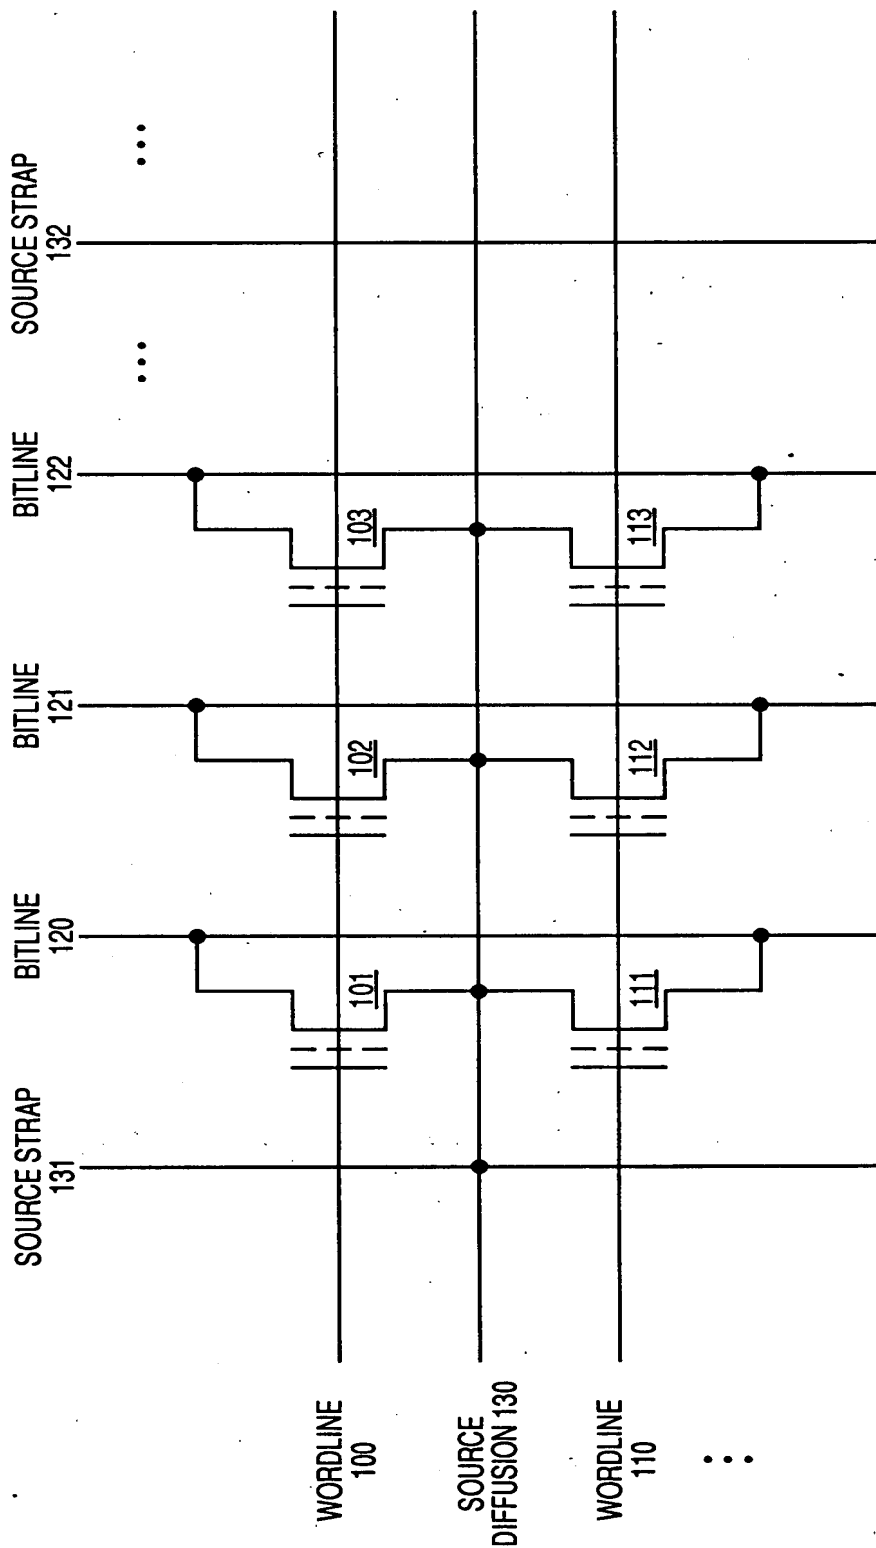 SOURCE STRAP
131
BITLINE
120
BITLINE
121
BITLINE
122
...
SOURCE STRAP
132
...
WORDLINE
100
101
102
103
SOURCE
DIFFUSION 130
WORDLINE
110
111
112
113
...